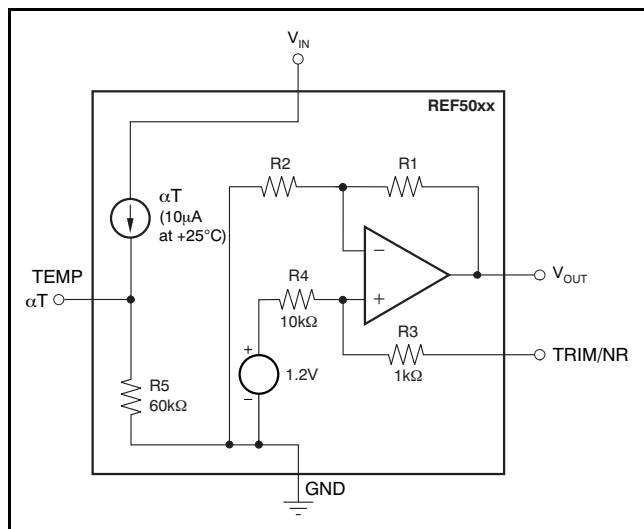 V_IN
REF50xx
R2
R1
αT
(10µA
at +25°C)
−
+
TEMP
αT
R4
10kΩ
V_OUT
R3
1kΩ
TRIM/NR
+
1.2V
−
R5
60kΩ
GND